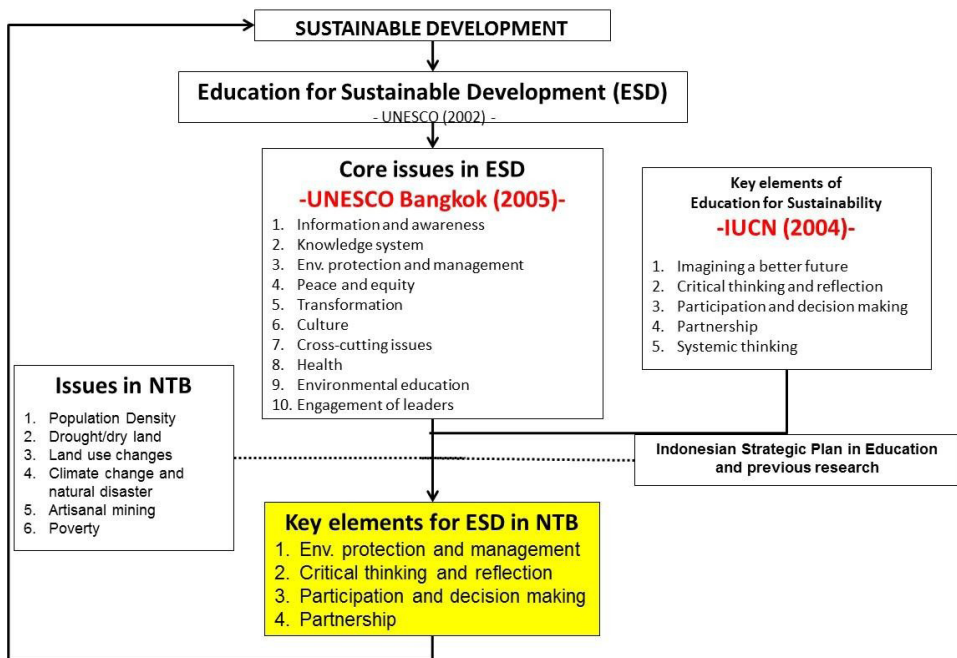 SUSTAINABLE DEVELOPMENT
Education for Sustainable Development (ESD)
- UNESCO (2002) -
Core issues in ESD
-UNESCO Bangkok (2005)-
1. Information and awareness
2. Knowledge system
3. Env. protection and management
4. Peace and equity
5. Transformation
6. Culture
7. Cross-cutting issues
8. Health
9. Environmental education
10. Engagement of leaders
Key elements of
Education for Sustainability
-IUCN (2004)-
1. Imagining a better future
2. Critical thinking and reflection
3. Participation and decision making
4. Partnership
5. Systemic thinking
Issues in NTB
1. Population Density
2. Drought/dry land
3. Land use changes
4. Climate change and
natural disaster
5. Artisanal mining
6. Poverty
Indonesian Strategic Plan in Education
and previous research
Key elements for ESD in NTB
1. Env. protection and management
2. Critical thinking and reflection
3. Participation and decision making
4. Partnership